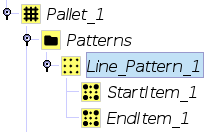 Pallet_1
Patterns
Line_Pattern_1
StartItem_1
EndItem_1